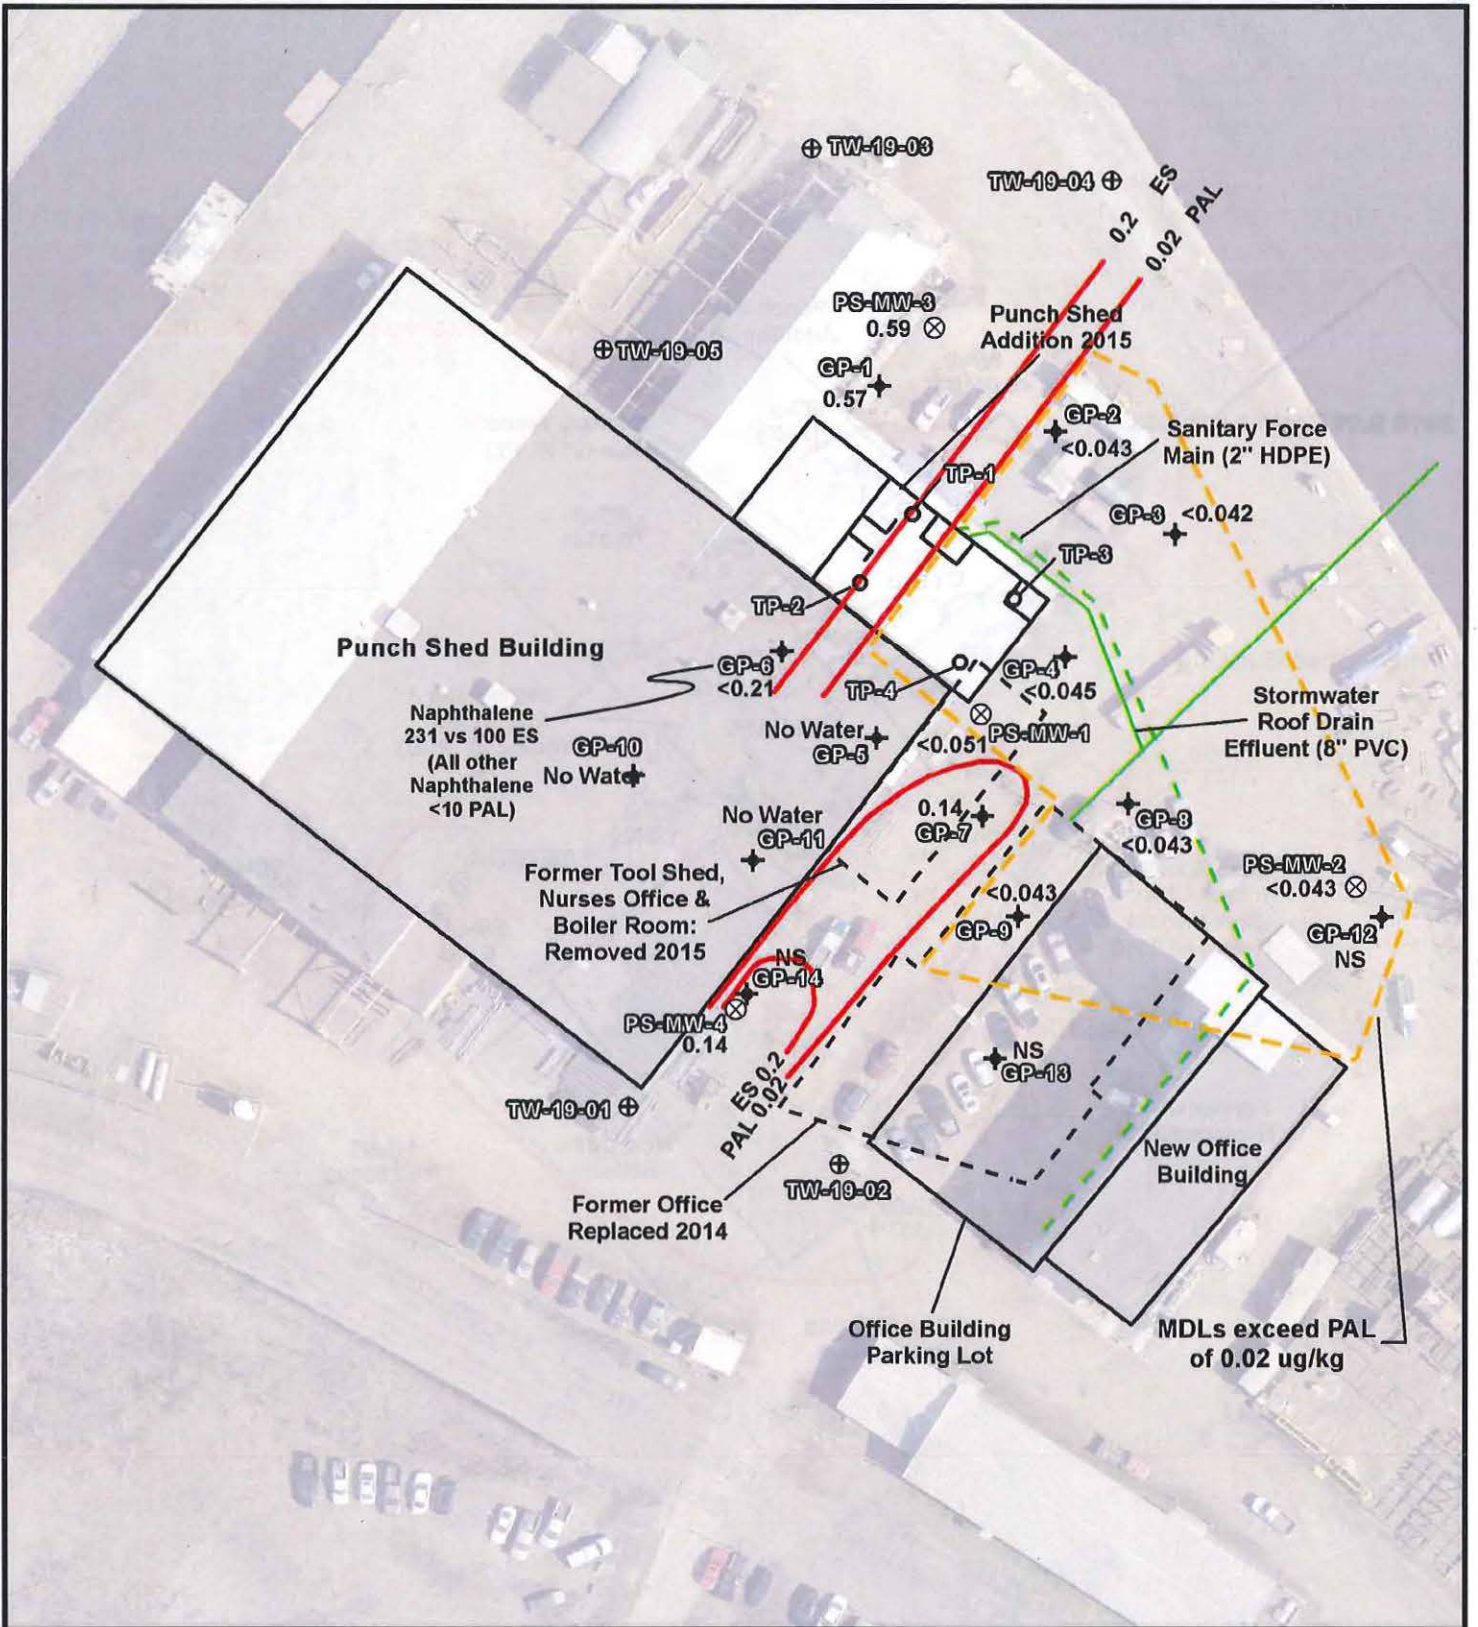 TW-19-03
TW-19-04
0.2 ES
0.02 PAL
PS-MW-3
0.59
Punch Shed
Addition 2015
TW-19-05
GP-1
0.57
GP-2
<0.043
Sanitary Force
Main (2" HDPE)
TP-1
GP-3 <0.042
TP-3
TP-2
Punch Shed Building
GP-6
<0.21
TP-4
GP-4
<0.045
Stormwater
Roof Drain
Effluent (8" PVC)
Naphthalene
231 vs 100 ES
(All other
Naphthalene
<10 PAL)
GP-10
No Water
No Water
GP-5
<0.051
PS-MW-1
0.14
GP-7
GP-8
<0.043
No Water
GP-11
PS-MW-2
<0.043
Former Tool Shed,
Nurses Office &
Boiler Room:
Removed 2015
<0.043
GP-9
GP-12
NS
NS
GP-14
PS-MW-4
0.14
NS
GP-13
ES 0.2
PAL 0.02
TW-19-01
TW-19-02
New Office
Building
Former Office
Replaced 2014
Office Building
Parking Lot
MDLs exceed PAL
of 0.02 ug/kg